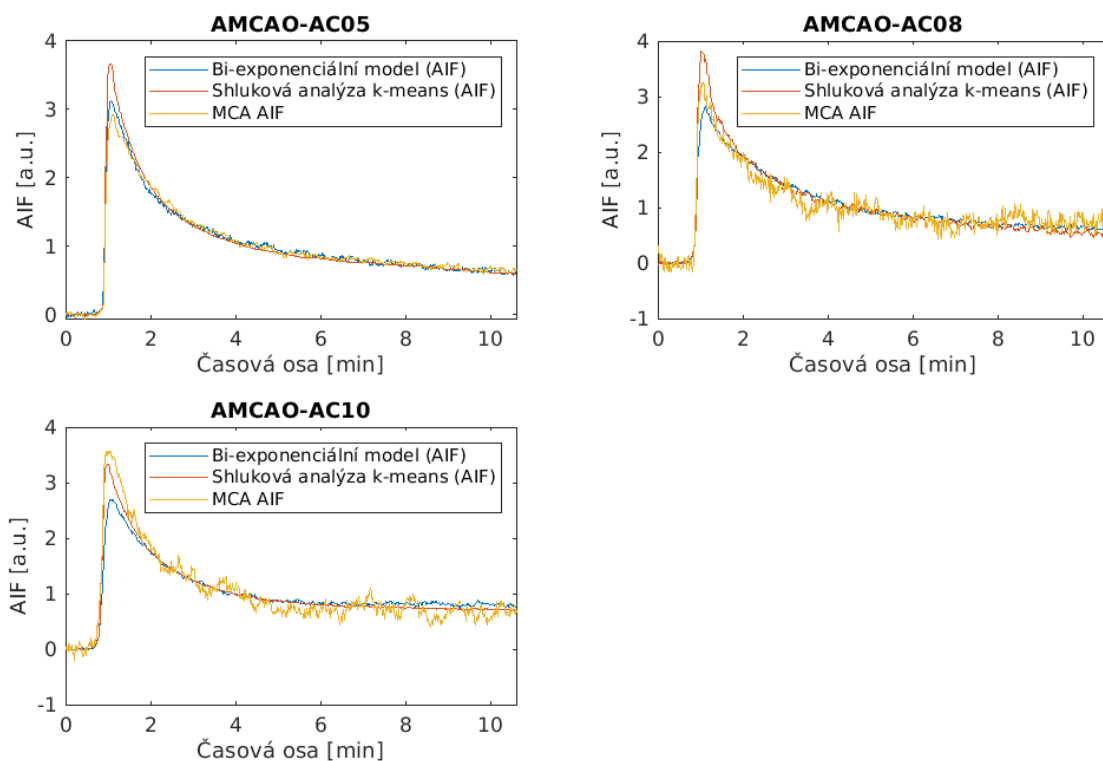 AMCAO-AC05
4
3
2
1
0
AIF [a.u.]
Bi-exponenciální model (AIF)
Shluková analýza k-means (AIF)
MCA AIF
0 2 4 6 8 10
Časová osa [min]
AMCAO-AC08
4
3
2
1
0
-1
AIF [a.u.]
Bi-exponenciální model (AIF)
Shluková analýza k-means (AIF)
MCA AIF
0 2 4 6 8 10
Časová osa [min]
AMCAO-AC10
4
3
2
1
0
-1
AIF [a.u.]
Bi-exponenciální model (AIF)
Shluková analýza k-means (AIF)
MCA AIF
0 2 4 6 8 10
Časová osa [min]